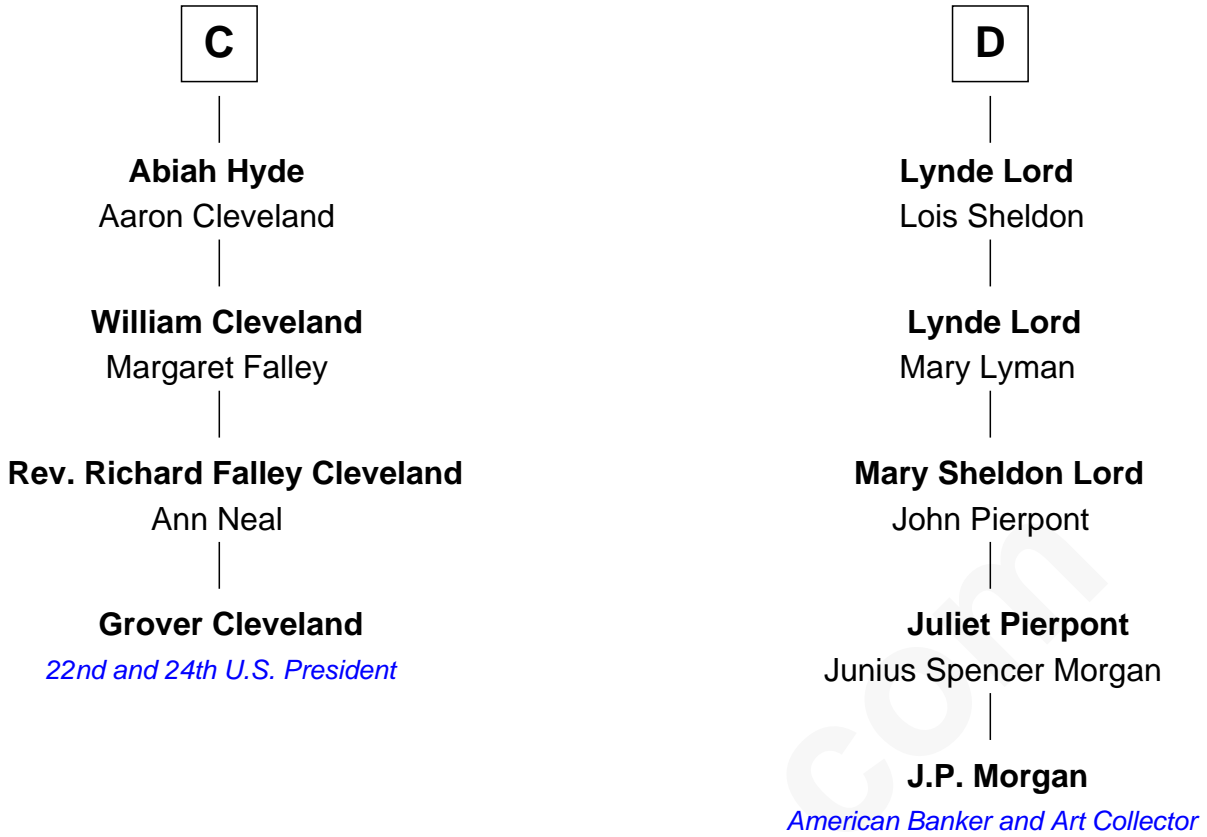 C
Abiah Hyde
Aaron Cleveland
William Cleveland
Margaret Falley
Rev. Richard Falley Cleveland
Ann Neal
Grover Cleveland
22nd and 24th U.S. President
D
Lynde Lord
Lois Sheldon
Lynde Lord
Mary Lyman
Mary Sheldon Lord
John Pierpont
Juliet Pierpont
Junius Spencer Morgan
J.P. Morgan
American Banker and Art Collector
com